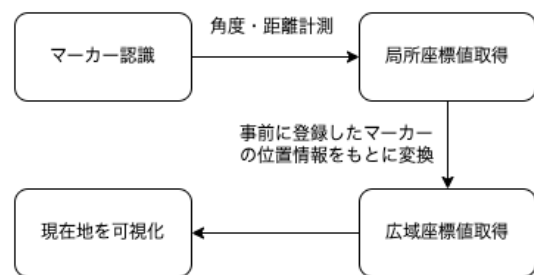 マーカー認識
角度・距離計測
局所座標値取得
事前に登録したマーカー
の位置情報をもとに変換
広域座標値取得
現在地を可視化